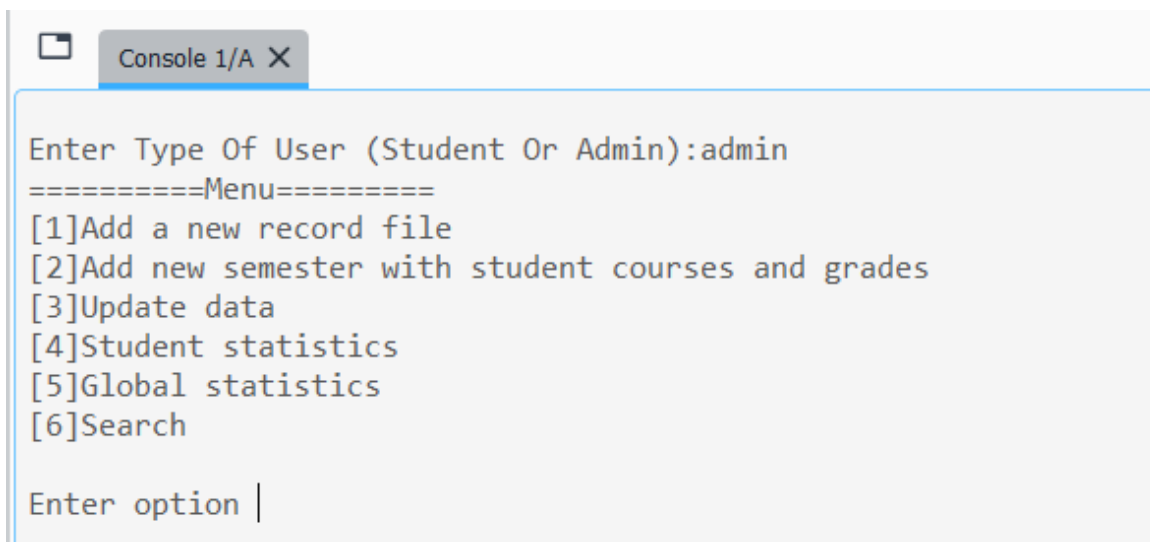 Console 1/A
Enter Type Of User (Student Or Admin):admin
==========Menu=========
[1]Add a new record file
[2]Add new semester with student courses and grades
[3]Update data
[4]Student statistics
[5]Global statistics
[6]Search
Enter option